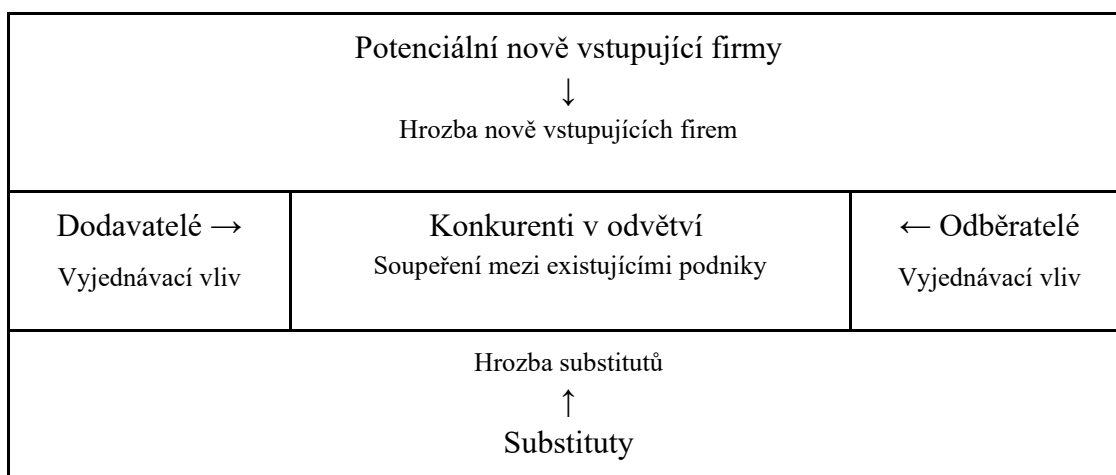 Potenciální nově vstupující firmy
↓
Hrozba nově vstupujících firem
Dodavatelé →
Vyjednávací vliv
Konkurenti v odvětví
Soupeření mezi existujícími podniky
← Odběratelé
Vyjednávací vliv
Hrozba substitutů
↑
Substituty